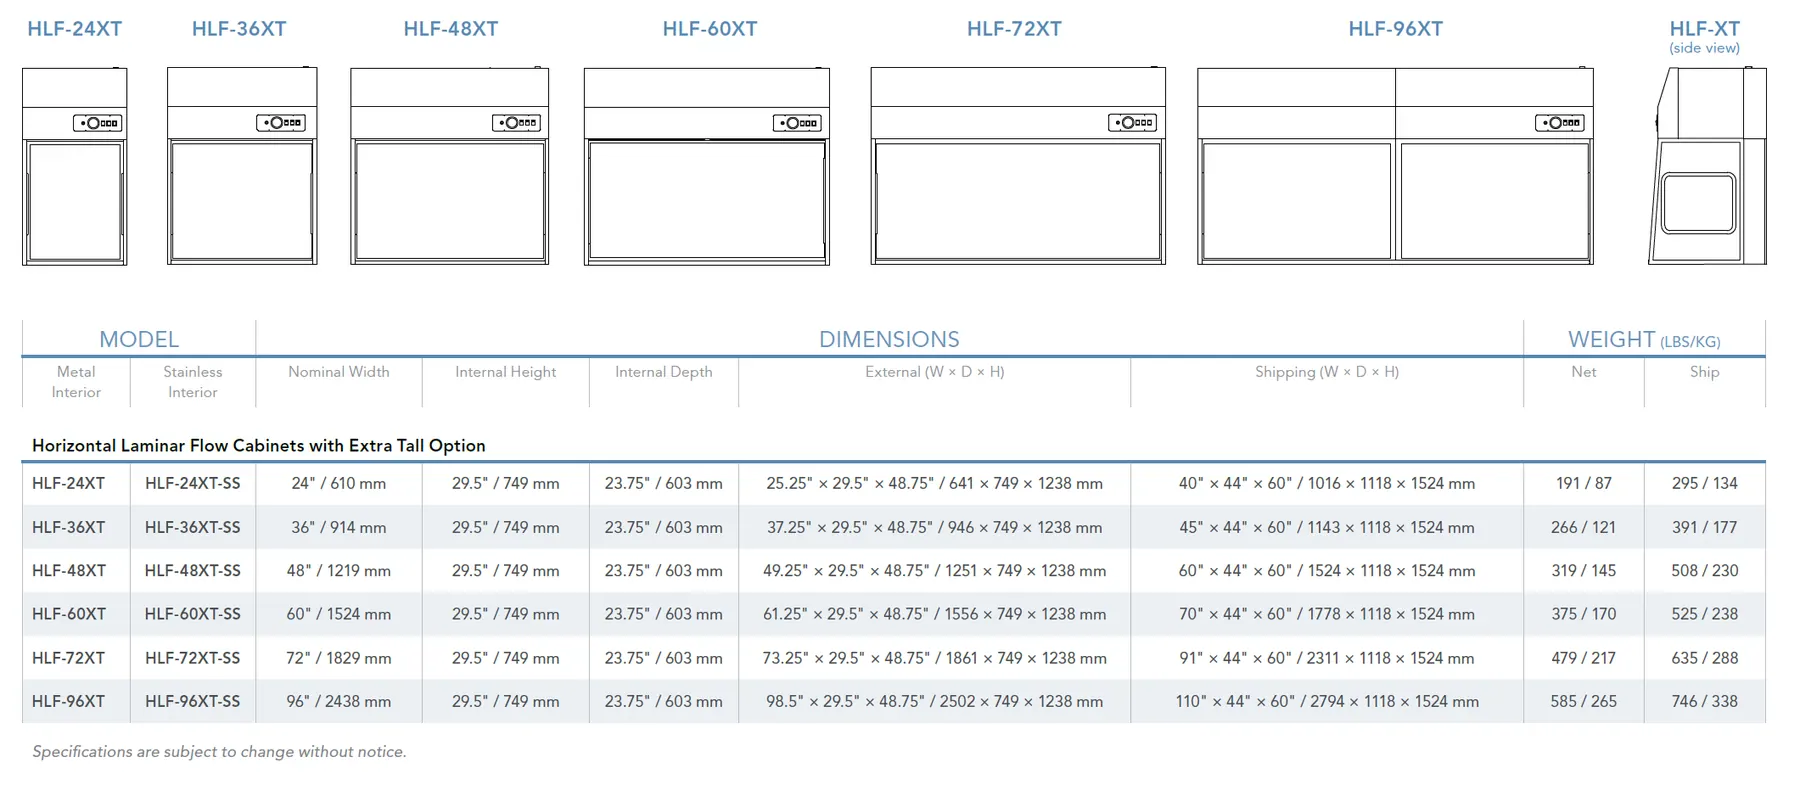 HLF-24XT HLF-36XT HLF-48XT HLF-60XT HLF-72XT HLF-96XT HLF-XT
(side view)
MODEL DIMENSIONS WEIGHT (LBS/KG)
Metal Interior Stainless Interior Nominal Width Internal Height Internal Depth External (W × D × H) Shipping (W × D × H) Net Ship
Horizontal Laminar Flow Cabinets with Extra Tall Option
HLF-24XT HLF-24XT-SS 24" / 610 mm 29.5" / 749 mm 23.75" / 603 mm 25.25" × 29.5" × 48.75" / 641 × 749 × 1238 mm 40" × 44" × 60" / 1016 × 1118 × 1524 mm 191 / 87 295 / 134
HLF-36XT HLF-36XT-SS 36" / 914 mm 29.5" / 749 mm 23.75" / 603 mm 37.25" × 29.5" × 48.75" / 946 × 749 × 1238 mm 45" × 44" × 60" / 1143 × 1118 × 1524 mm 266 / 121 391 / 177
HLF-48XT HLF-48XT-SS 48" / 1219 mm 29.5" / 749 mm 23.75" / 603 mm 49.25" × 29.5" × 48.75" / 1251 × 749 × 1238 mm 60" × 44" × 60" / 1524 × 1118 × 1524 mm 319 / 145 508 / 230
HLF-60XT HLF-60XT-SS 60" / 1524 mm 29.5" / 749 mm 23.75" / 603 mm 61.25" × 29.5" × 48.75" / 1556 × 749 × 1238 mm 70" × 44" × 60" / 1778 × 1118 × 1524 mm 375 / 170 525 / 238
HLF-72XT HLF-72XT-SS 72" / 1829 mm 29.5" / 749 mm 23.75" / 603 mm 73.25" × 29.5" × 48.75" / 1861 × 749 × 1238 mm 91" × 44" × 60" / 2311 × 1118 × 1524 mm 479 / 217 635 / 288
HLF-96XT HLF-96XT-SS 96" / 2438 mm 29.5" / 749 mm 23.75" / 603 mm 98.5" × 29.5" × 48.75" / 2502 × 749 × 1238 mm 110" × 44" × 60" / 2794 × 1118 × 1524 mm 585 / 265 746 / 338
Specifications are subject to change without notice.